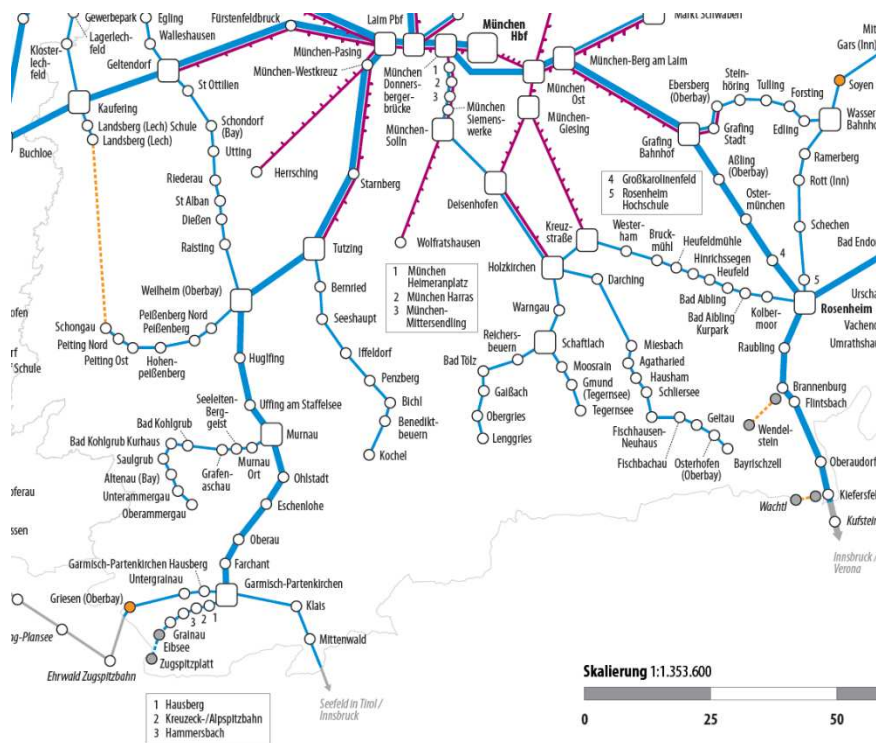 Gewerbepark
Lagerlech-
feld
Kloster-
lech-
feld
Egling
Walleshausen
Geltendorf
Fürstenfeldbruck
Laim Pbf
München
Hbf
Markt Schwaben
München-Pasing
München-Westkreuz
München
Donners-
berger-
brücke
1
2
3
München
Siemens-
werke
München-
Solln
München
Ost
München-Berg am Laim
München-
Giesing
Ebersberg
(Oberbay)
Stein-
höring
Tulling
Forsting
Edling
Gars (Inn)
Soyen
Grafing
Bahnhof
Grafing
Stadt
Ramerberg
Rott (Inn)
Schechen
Bad Endo
Kaufering
Landsberg (Lech) Schule
Landsberg (Lech)
Buchloe
St Ottilien
Schondorf
(Bay)
Utting
Riederau
St Alban
Dießen
Raisting
Herrsching
Starnberg
Tutzing
Wolfratshausen
Deisenhofen
4 Großkarolinenfeld
5 Rosenheim
Hochschule
Aßling
(Oberbay)
Oster-
münchen
4
5
Kreuz-
straße
Wester-
ham
Bruck-
mühl
Heufeldmühle
Hinrichssegen
Heufeld
Bad Aibling
Bad Aibling
Kurpark
Kolber-
moor
Rosenheim
Holzkirchen
Darching
1 München
Heimeranplatz
2 München Harras
3 München-
Mittersendling
Weilheim (Oberbay)
Bernried
Seeshaupt
Iffeldorf
Penzberg
Bichl
Benedikt-
beuern
Kochel
Schongau
Peiting Nord
Peiting Ost
Hohen-
peißenberg
Peißenberg
Peißenberg Nord
Huglfing
Uffing am Staffelsee
Warngau
Schaftlach
Reichers-
beuern
Bad Tölz
Gaißach
Obergries
Lenggries
Moosrain
Gmund
(Tegernsee)
Tegernsee
Miesbach
Agatharied
Hausham
Schliersee
Fischhausen-
Neuhaus
Fischbachau
Geitau
Osterhofen
(Oberbay)
Bayrischzell
Raubling
Brannenburg
Flintsbach
Wendel-
stein
Oberaudorf
Wachtl
Kufstein
Innsbruck /
Verona
Seeleiten-
Berg-
geist
Bad Kohlgrub
Bad Kohlgrub Kurhaus
Saulgrub
Altenau (Bay)
Unterammergau
Oberammergau
Grafen-
aschau
Murnau
Ort
Murnau
Ohlstadt
Eschenlohe
Oberau
Farchant
Garmisch-Partenkirchen Hausberg
Untergrainau
Garmisch-Partenkirchen
Griesen (Oberbay)
3 2 1
Grainau
Eibsee
Zugspitzplatt
Klais
Mittenwald
Ehrwald Zugspitzbahn
Seefeld in Tirol /
Innsbruck
1 Hausberg
2 Kreuzeck-/Alpspitzbahn
3 Hammersbach
Skalierung 1:1.353.600
0 25 50